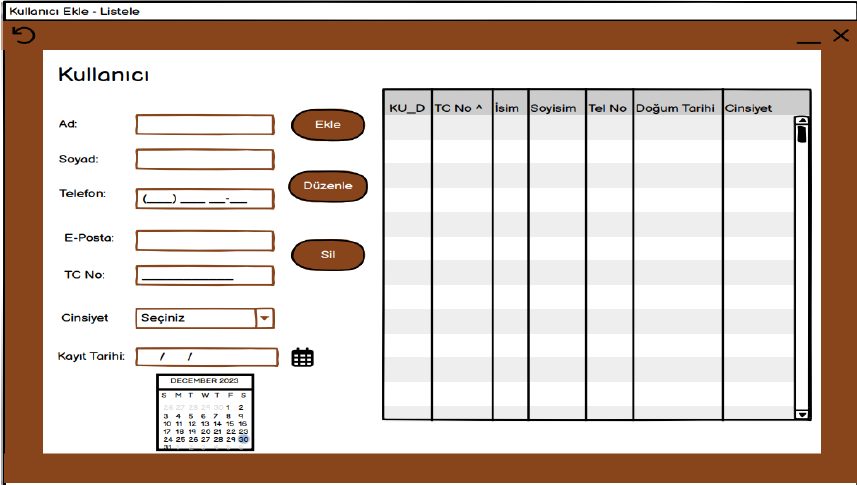 Kullanıcı Ekle - Listele
Kullanıcı
KU_D TC No ^ İsim Soyisim Tel No Doğum Tarihi Cinsiyet
Ad:
Ekle
Soyad:
Düzenle
Telefon:
(___) ___ __-__
E-Posta:
Sil
TC No:
Cinsiyet
Seçiniz
Kayıt Tarihi:
/ /
DECEMBER 2023
S M T W T F S
26 27 28 29 30 1 2
3 4 5 6 7 8 9
10 11 12 13 14 15 16
17 18 19 20 21 22 23
24 25 26 27 28 29 30
31